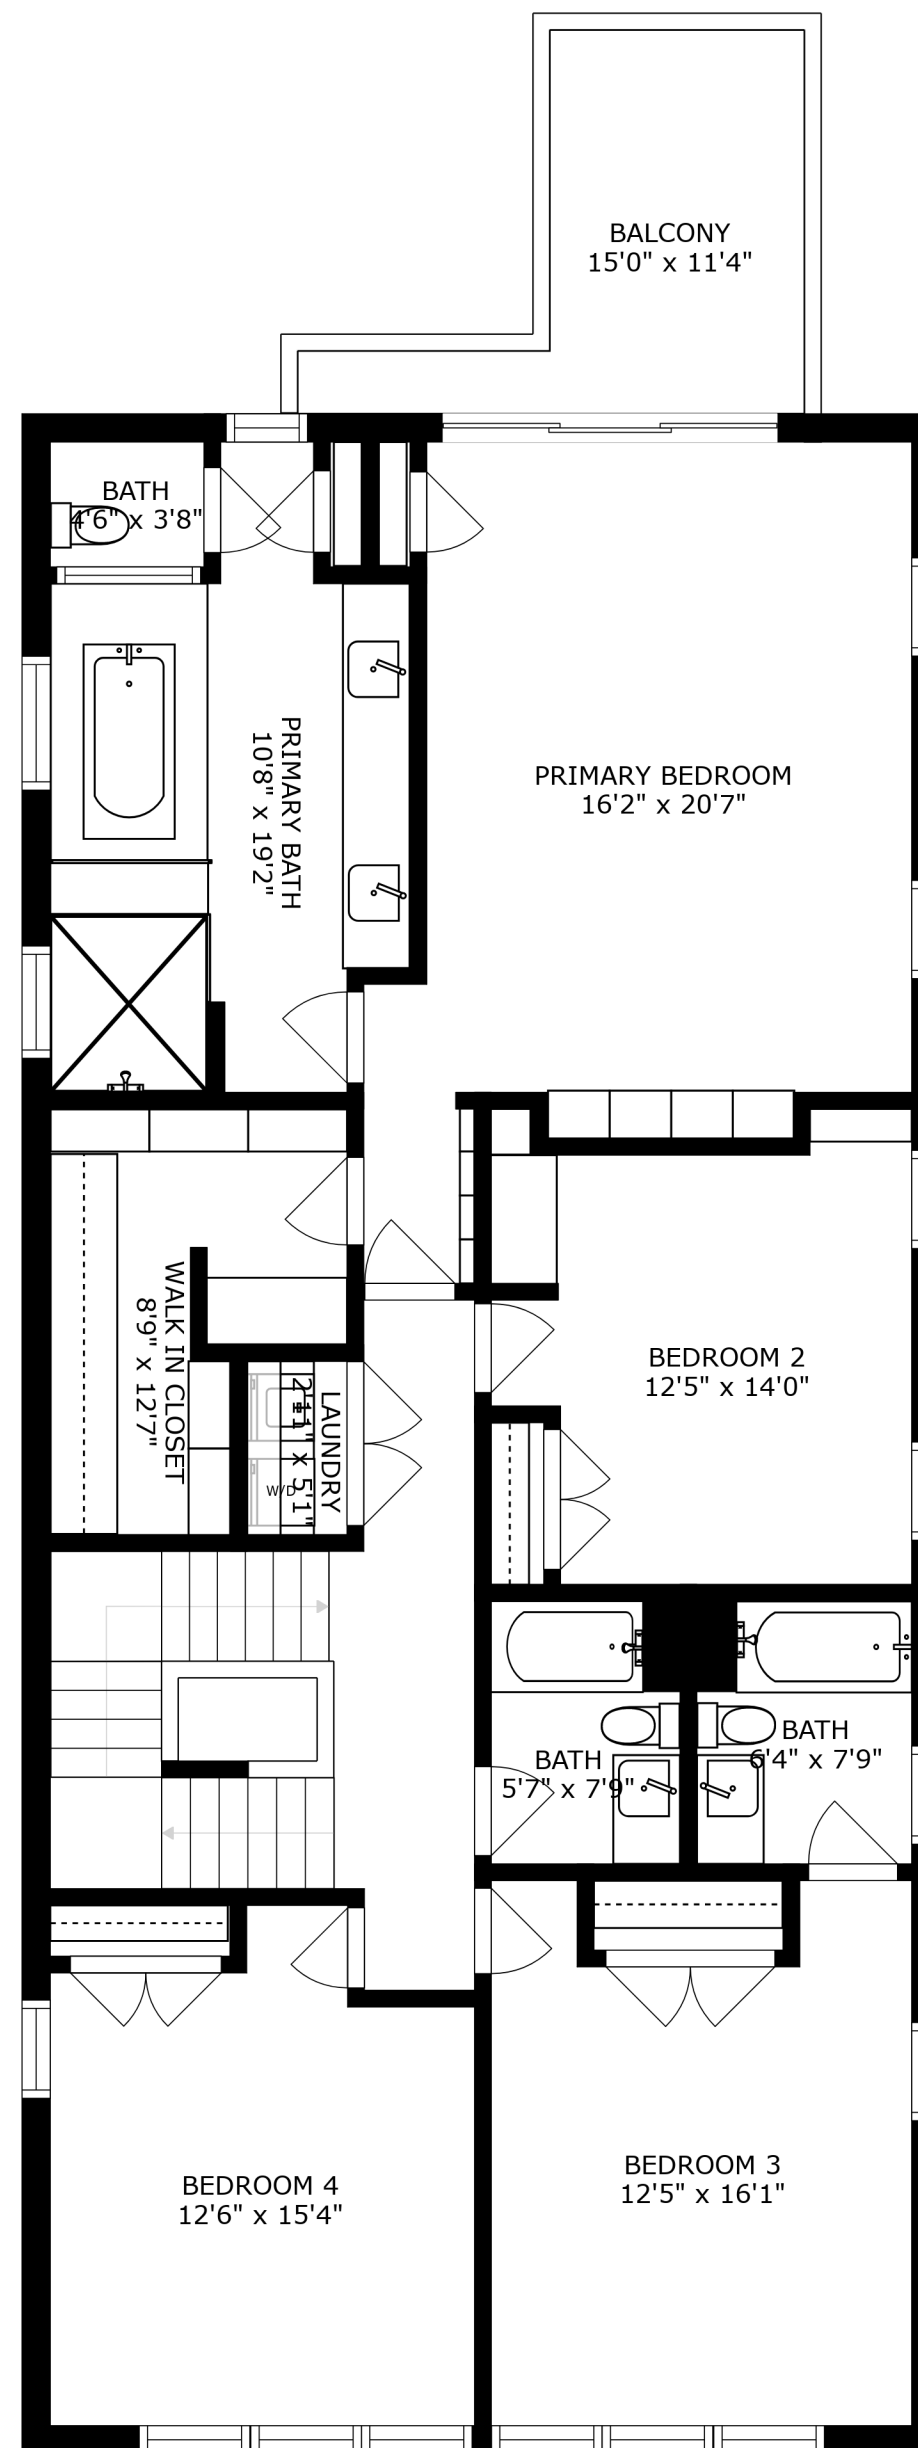 BALCONY
15'0" x 11'4"
BATH
4'6" x 3'8"
PRIMARY BATH
10'8" x 19'2"
PRIMARY BEDROOM
16'2" x 20'7"
WALK IN CLOSET
8'9" x 12'7"
LAUNDRY
2'11" x 5'1"
W/D
BEDROOM 2
12'5" x 14'0"
BATH
5'7" x 7'9"
BATH
6'4" x 7'9"
BEDROOM 4
12'6" x 15'4"
BEDROOM 3
12'5" x 16'1"